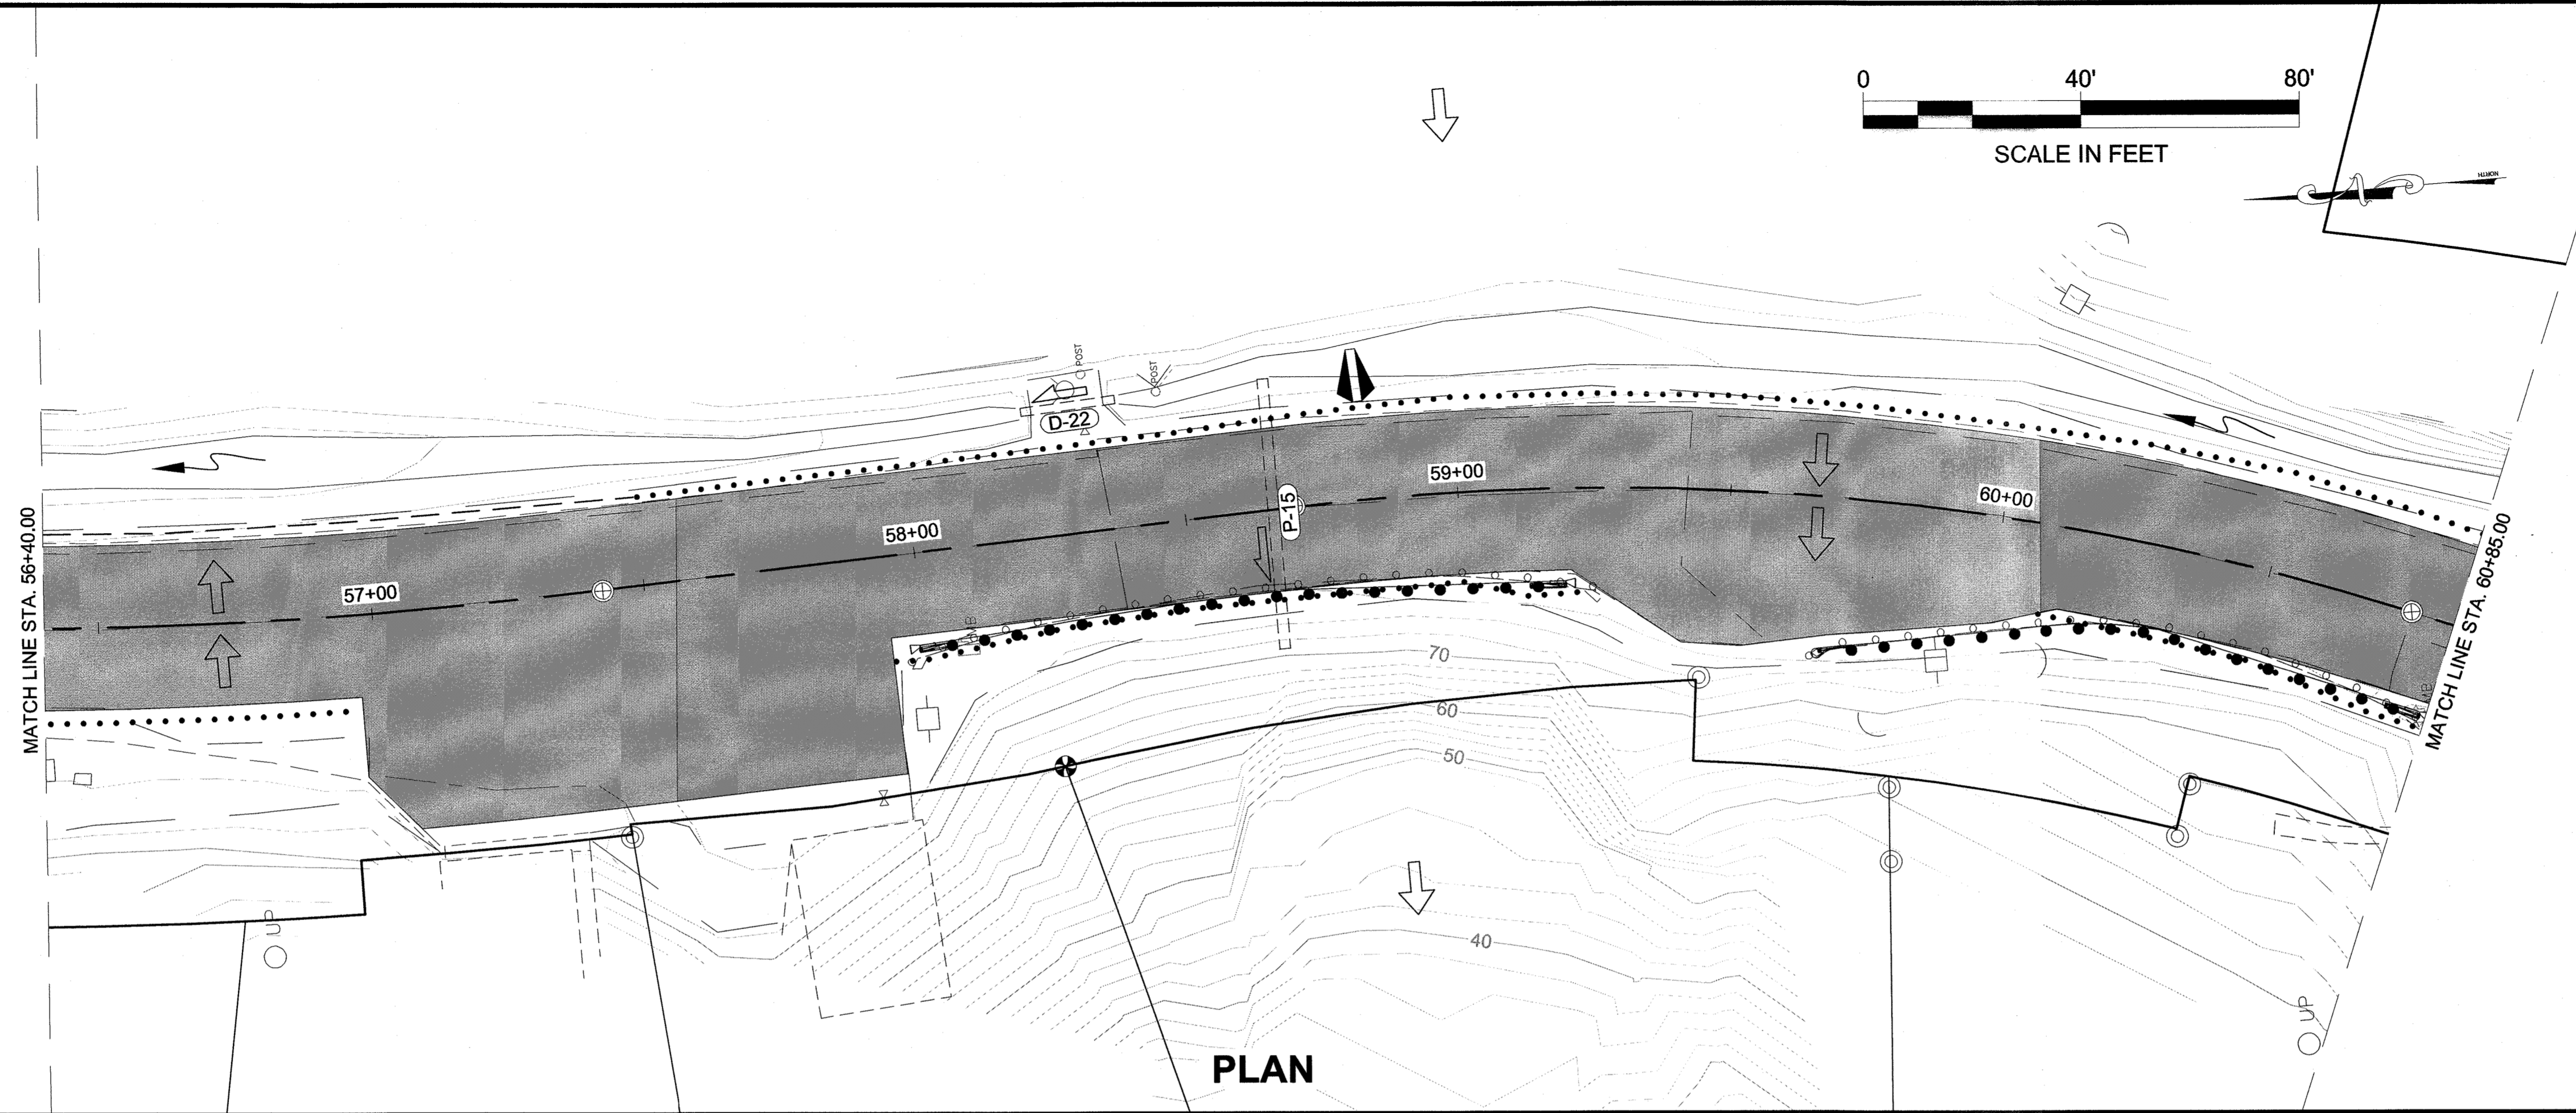 0 40' 80'
SCALE IN FEET
NORTH
POST
POST
D-22
MATCH LINE STA. 56+40.00
57+00
58+00
P-15
59+00
60+00
MATCH LINE STA. 60+85.00
MB
MB
70
60
50
40
UP
UP
PLAN